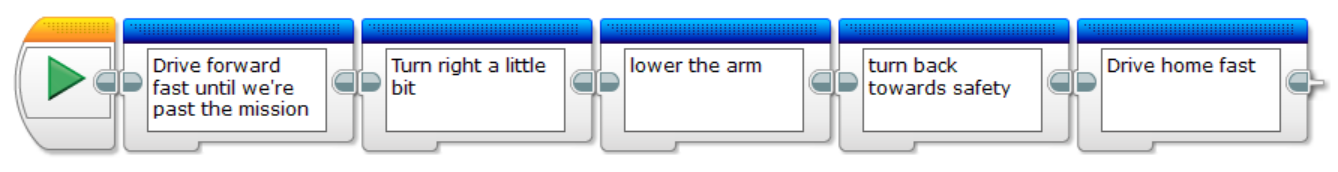 Drive forward
fast until we're
past the mission
Turn right a little
bit
lower the arm
turn back
towards safety
Drive home fast